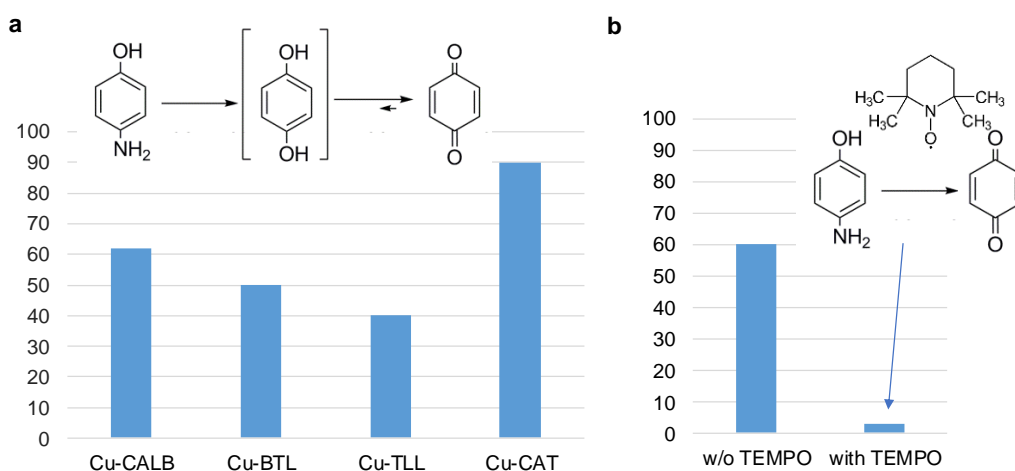 a
OH
OH
O
NH2
OH
O
100
90
80
70
60
50
40
30
20
10
0
Cu-CALB Cu-BTL Cu-TLL Cu-CAT
b
H3C
CH3
H3C
N
CH3
O·
OH
O
NH2
O
100
90
80
70
60
50
40
30
20
10
0
w/o TEMPO with TEMPO